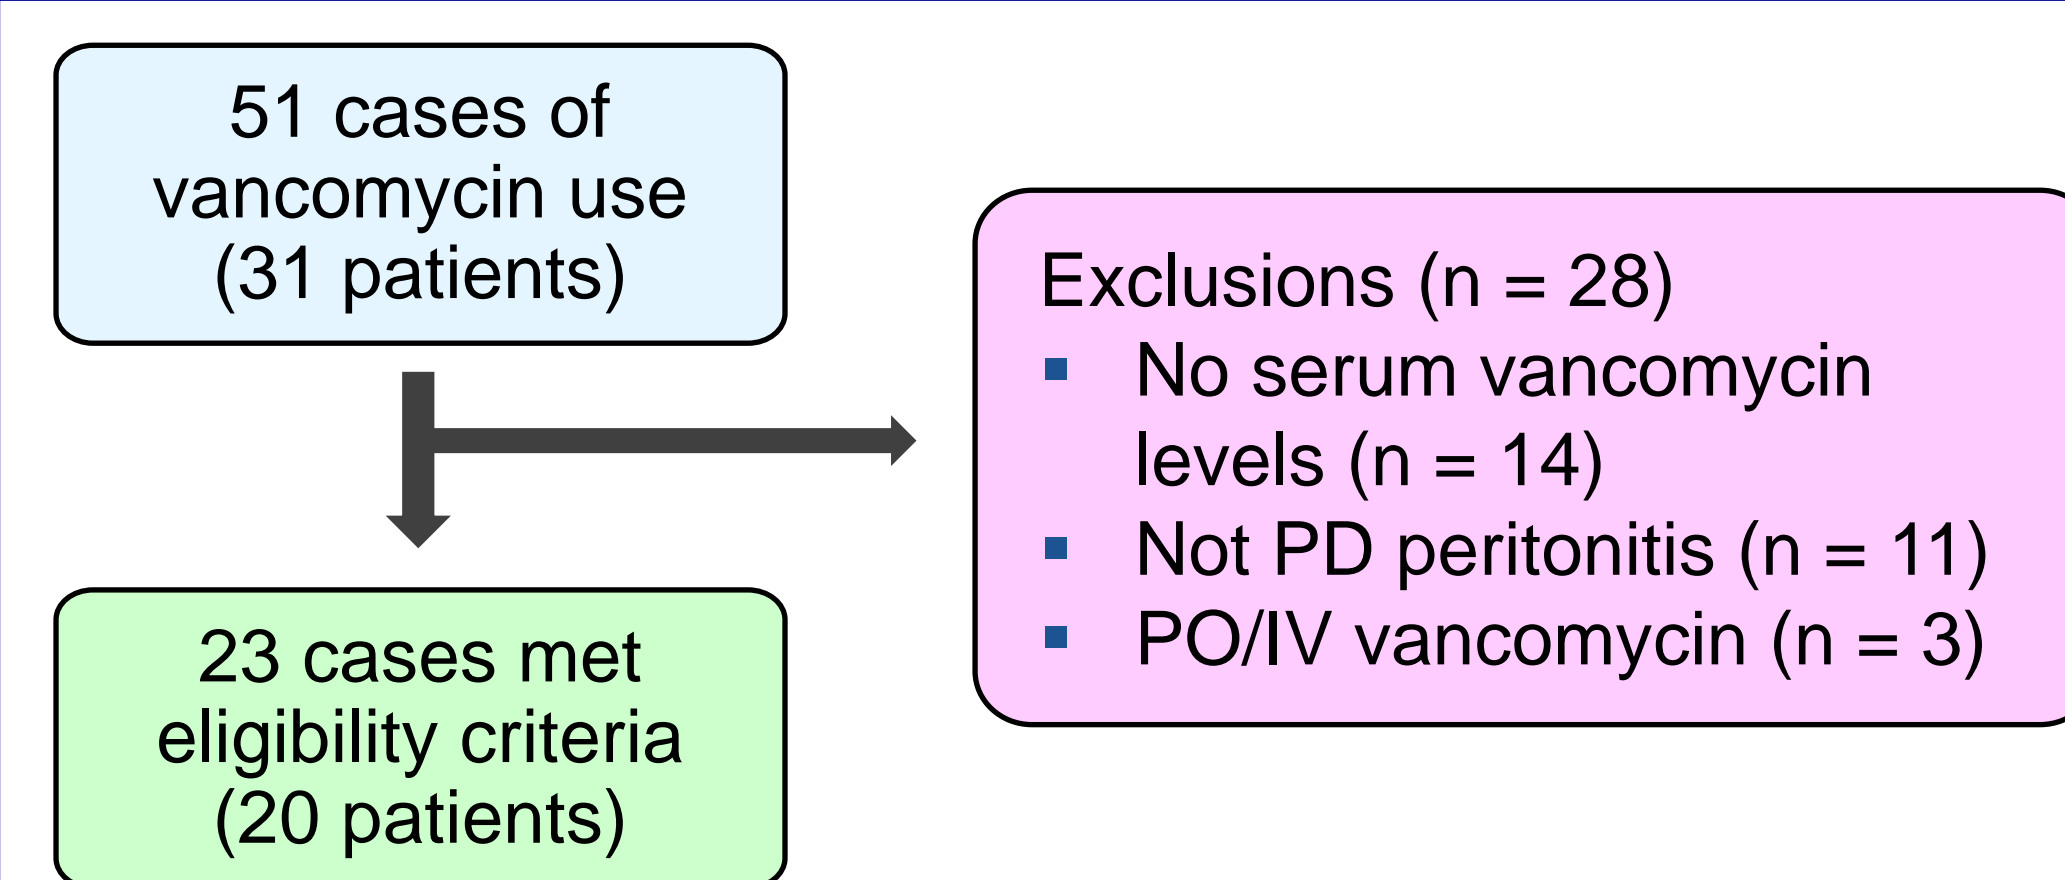 51 cases of
vancomycin use
(31 patients)
Exclusions (n = 28)
▪ No serum vancomycin
levels (n = 14)
▪ Not PD peritonitis (n = 11)
▪ PO/IV vancomycin (n = 3)
23 cases met
eligibility criteria
(20 patients)